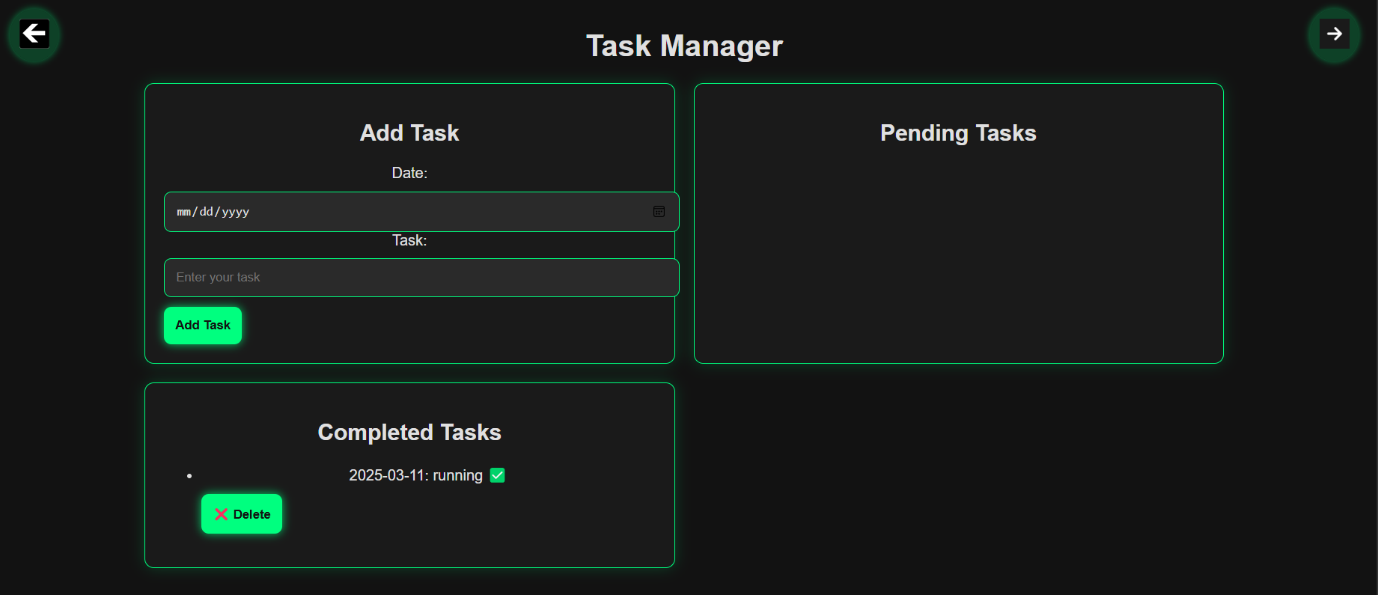 Task Manager
Add Task
Date:
mm/dd/yyyy
Task:
Enter your task
Add Task
Pending Tasks
Completed Tasks
• 2025-03-11: running ✅
❌ Delete